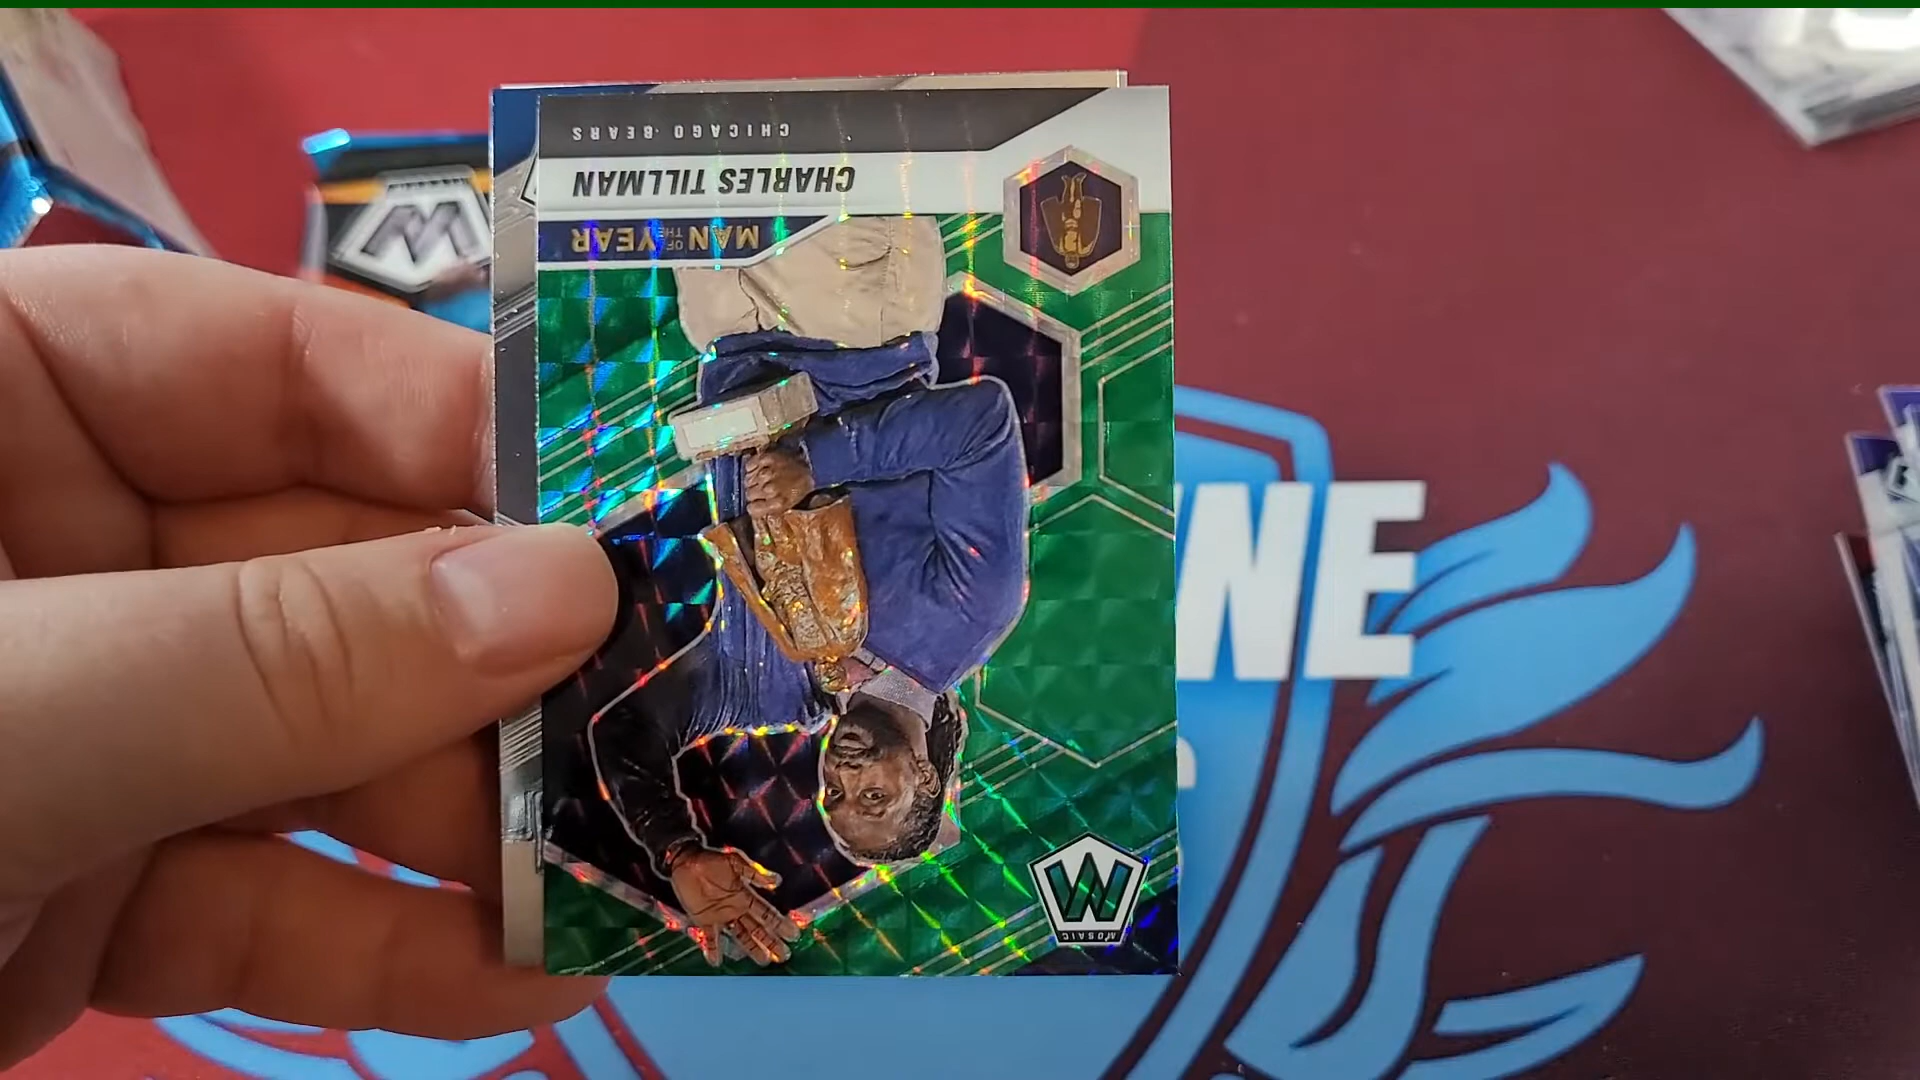 CHICAGO BEARS
CHARLES TILLMAN
MAN OF THE YEAR
MOSAIC
NE